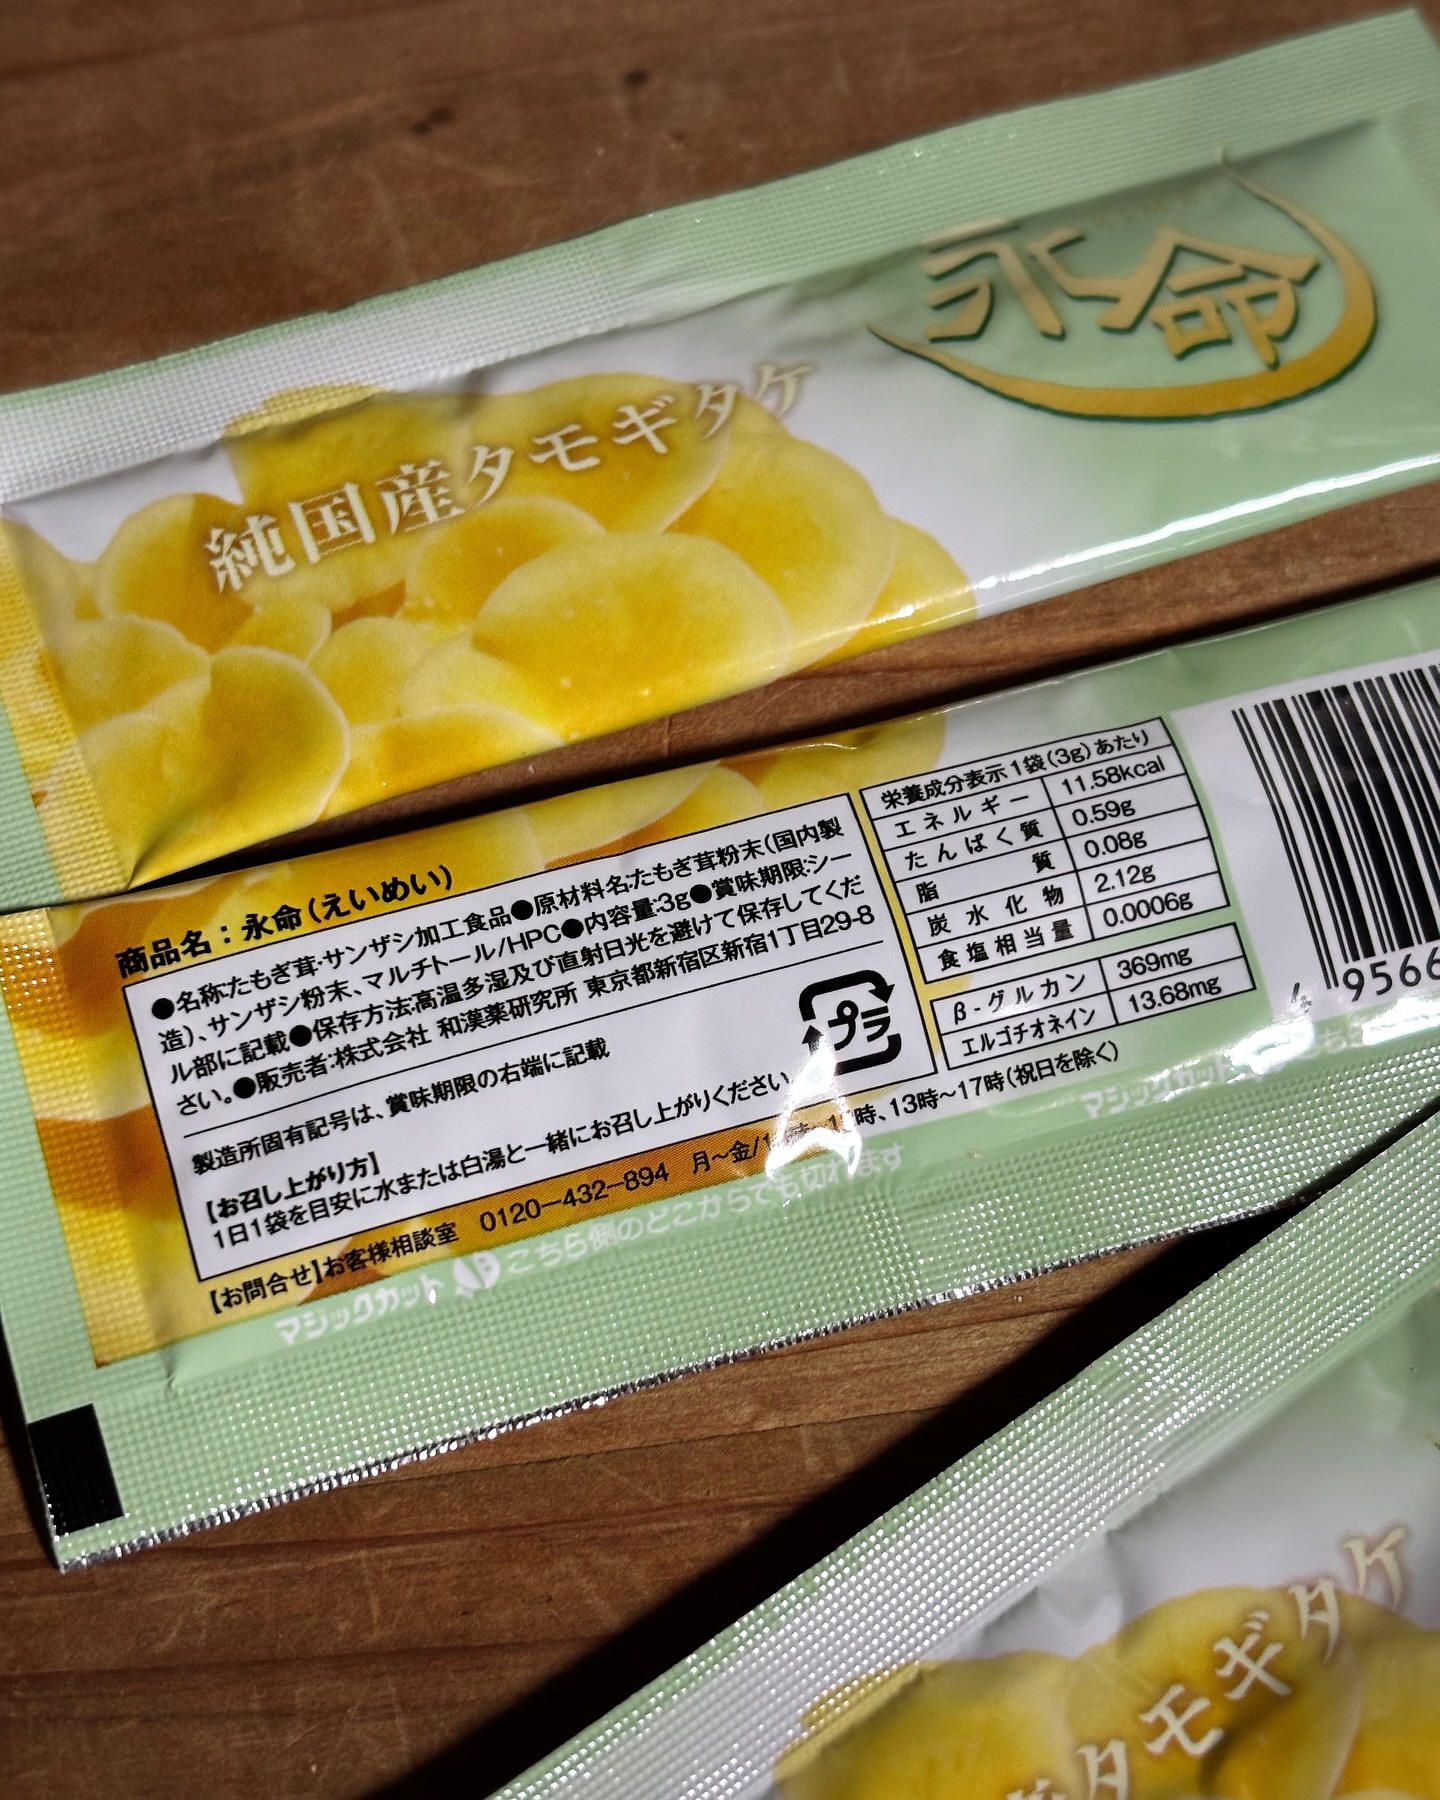 永命
純国産タモギタケ
商品名：永命(えいめい)
●名称:たもぎ茸・サンザシ加工食品●原材料名:たもぎ茸粉末(国内製
造)、サンザシ粉末、マルチトール/HPC●内容量:3g●賞味期限:シー
ル部に記載●保存方法:高温多湿及び直射日光を避けて保存してくだ
さい。●販売者:株式会社 和漢薬研究所 東京都新宿区新宿1丁目29-8
製造所固有記号は、賞味期限の右端に記載
プラ
【お召し上がり方】
1日1袋を目安に水または白湯と一緒にお召し上がりください。
【お問合せ】お客様相談室 0120-432-894 月～金/ 時、13時～17時(祝日を除く)
マジックカット こちら側のどこからでも切れます
栄養成分表示 1袋(3g)あたり
エネルギー 11.58kcal
たんぱく質 0.59g
脂質 0.08g
炭水化物 2.12g
食塩相当量 0.0006g
β-グルカン 369mg
エルゴチオネイン 13.68mg
4 9566
マジックカット こちら
タモギタケ